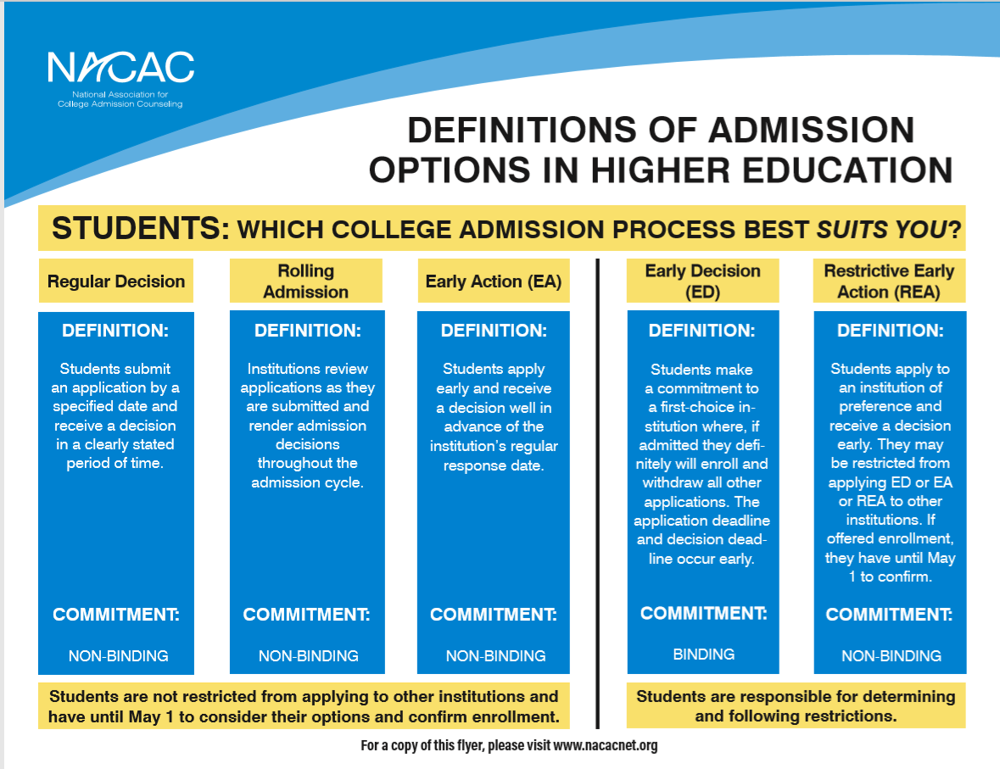 NACAC
National Association for
College Admission Counseling
DEFINITIONS OF ADMISSION
OPTIONS IN HIGHER EDUCATION
STUDENTS: WHICH COLLEGE ADMISSION PROCESS BEST SUITS YOU?
Regular Decision
DEFINITION:
Students submit
an application by a
specified date and
receive a decision
in a clearly stated
period of time.
COMMITMENT:
NON-BINDING
Rolling
Admission
DEFINITION:
Institutions review
applications as they
are submitted and
render admission
decisions
throughout the
admission cycle.
COMMITMENT:
NON-BINDING
Early Action (EA)
DEFINITION:
Students apply
early and receive
a decision well in
advance of the
institution's regular
response date.
COMMITMENT:
NON-BINDING
Students are not restricted from applying to other institutions and
have until May 1 to consider their options and confirm enrollment.
Early Decision
(ED)
DEFINITION:
Students make
a commitment to
a first-choice in-
stitution where, if
admitted they defi-
nitely will enroll and
withdraw all other
applications. The
application deadline
and decision dead-
line occur early.
COMMITMENT:
BINDING
Restrictive Early
Action (REA)
DEFINITION:
Students apply to
an institution of
preference and
receive a decision
early. They may
be restricted from
applying ED or EA
or REA to other
institutions. If
offered enrollment,
they have until May
1 to confirm.
COMMITMENT:
NON-BINDING
Students are responsible for determining
and following restrictions.
For a copy of this flyer, please visit www.nacacnet.org